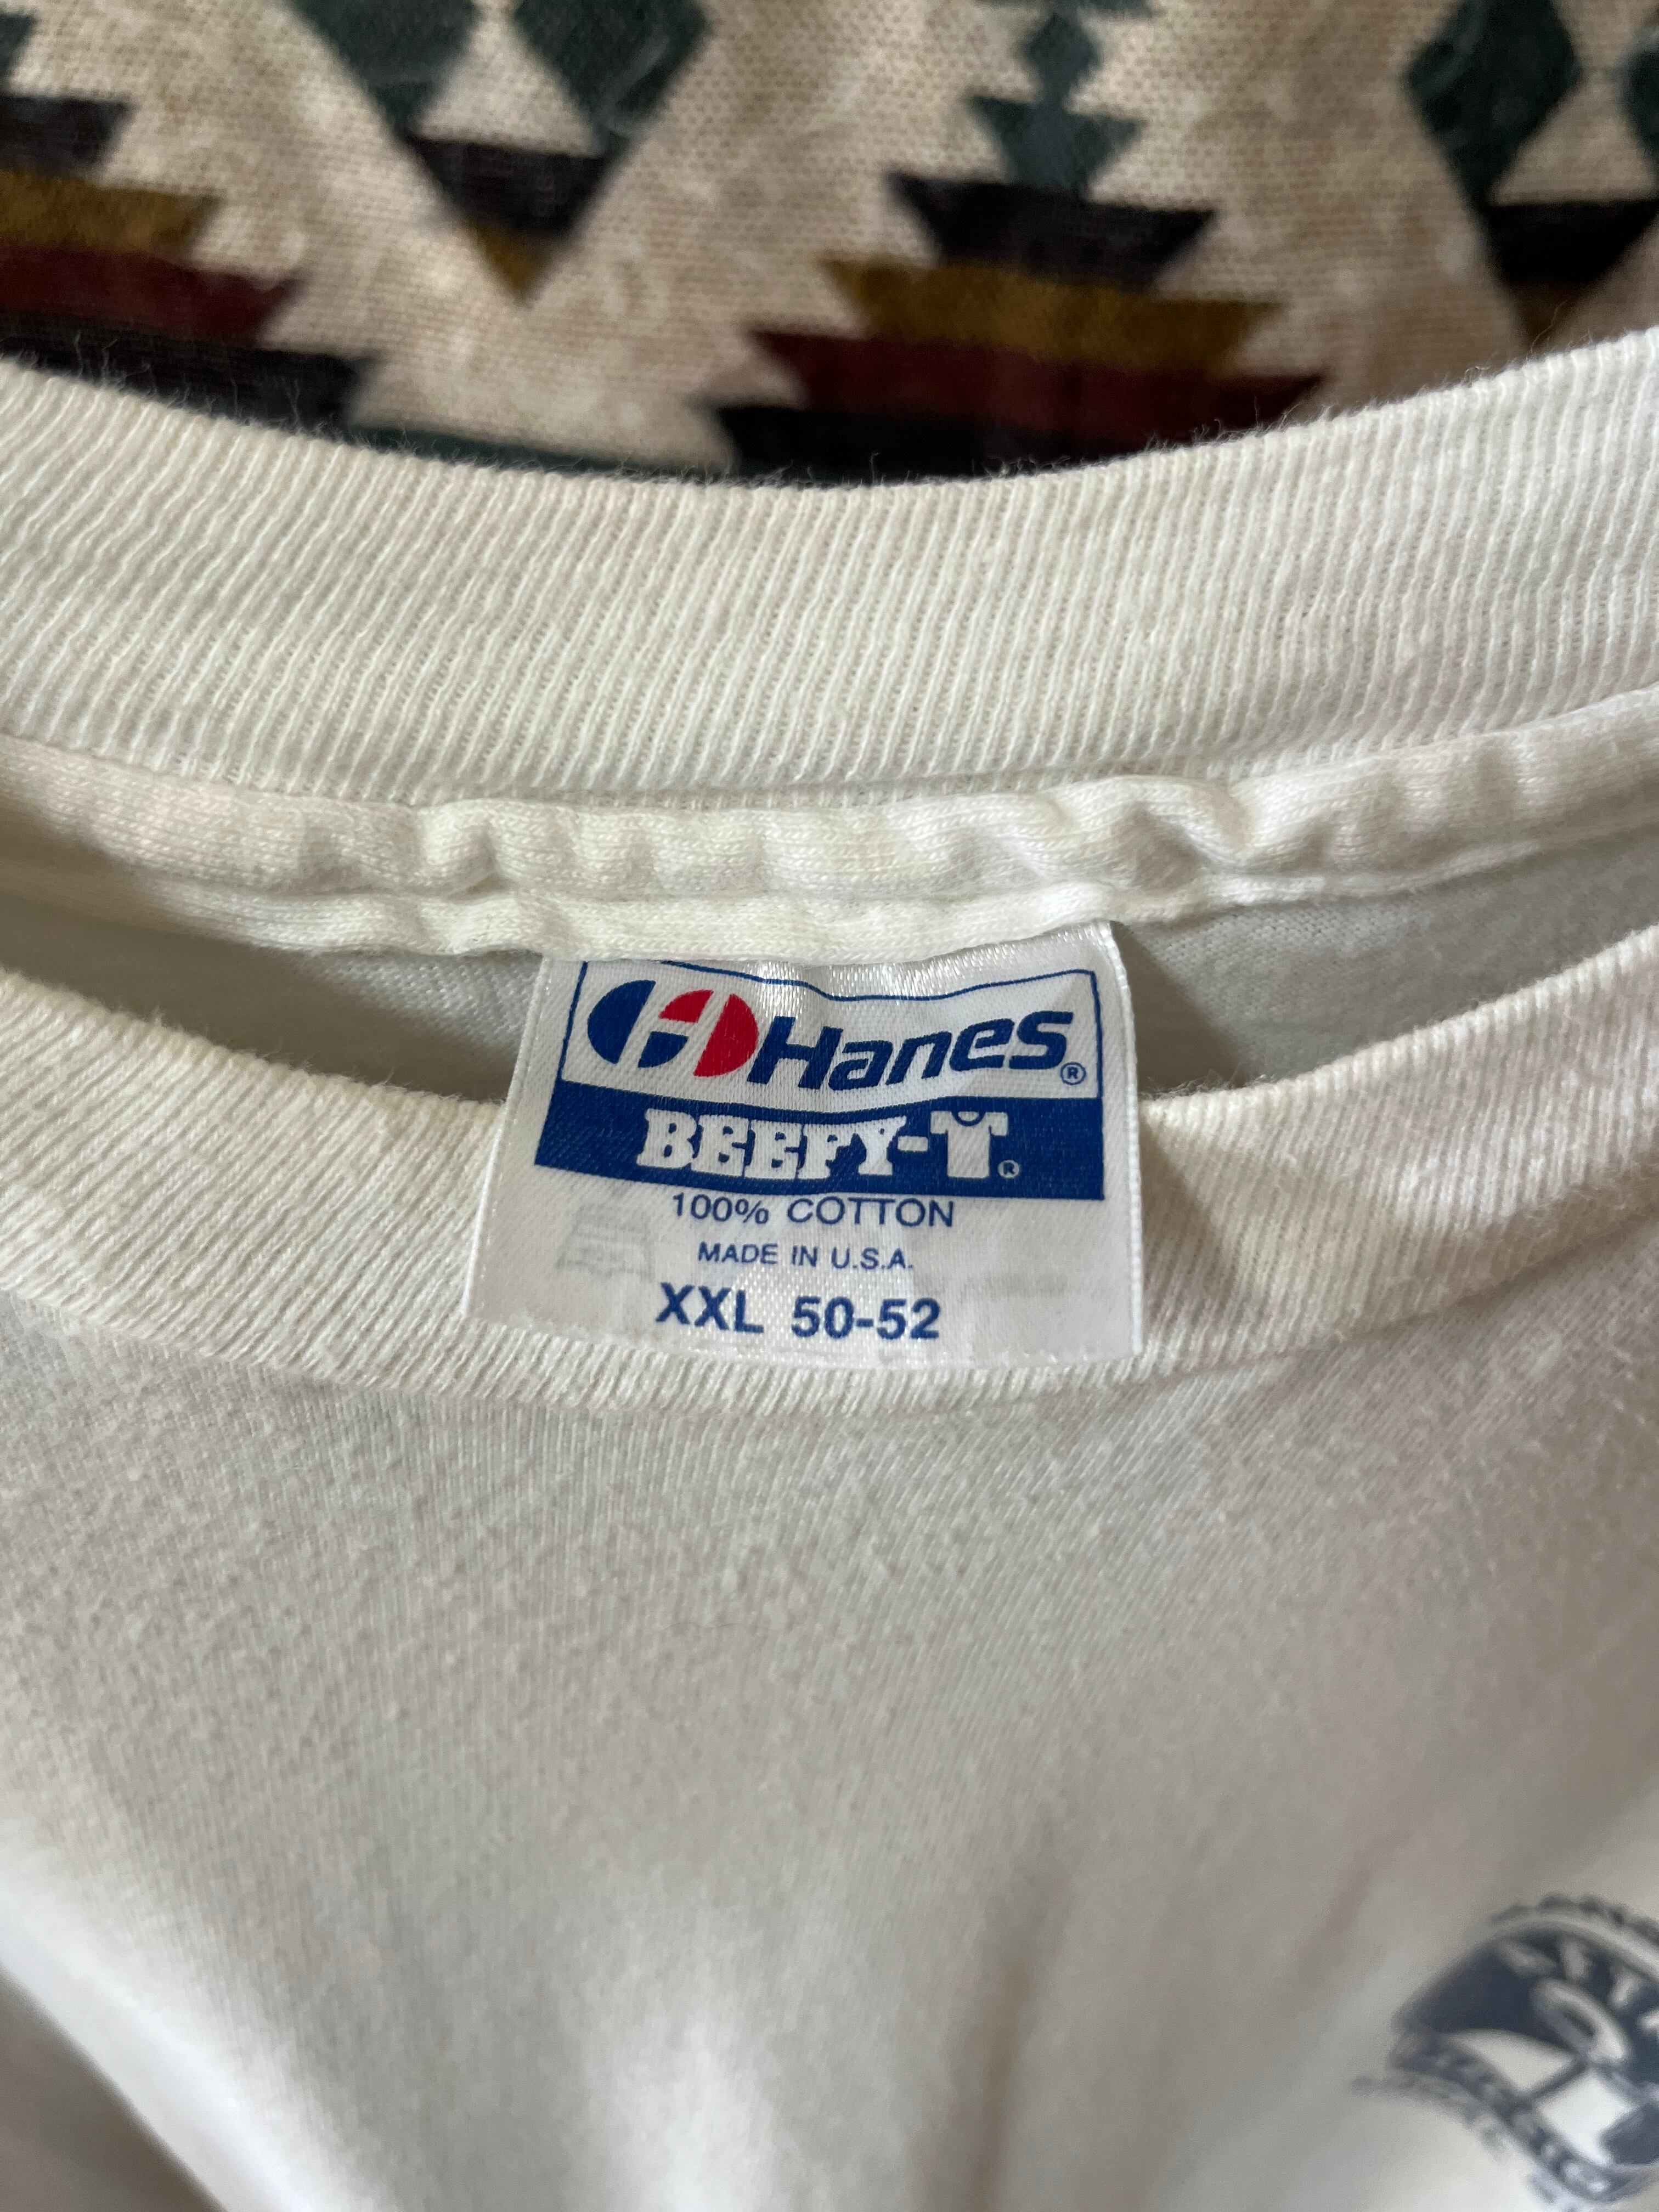 Hanes®
BEEFY-T®
100% COTTON
MADE IN U.S.A.
XXL 50-52